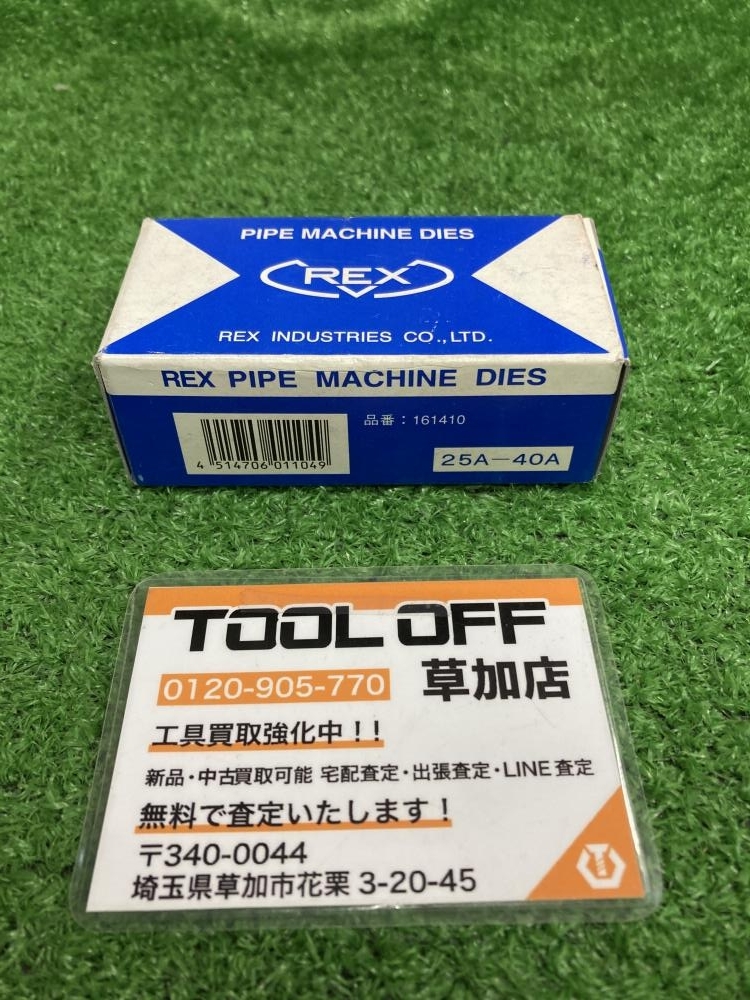 PIPE MACHINE DIES
REX
REX INDUSTRIES CO.,LTD.
REX PIPE MACHINE DIES
品番：161410
4 514706 011049
25A－40A
TOOL OFF
0120-905-770 草加店
工具買取強化中！！
新品・中古買取可能 宅配査定・出張査定・LINE査定
無料で査定いたします！
〒340-0044
埼玉県草加市花栗 3-20-45